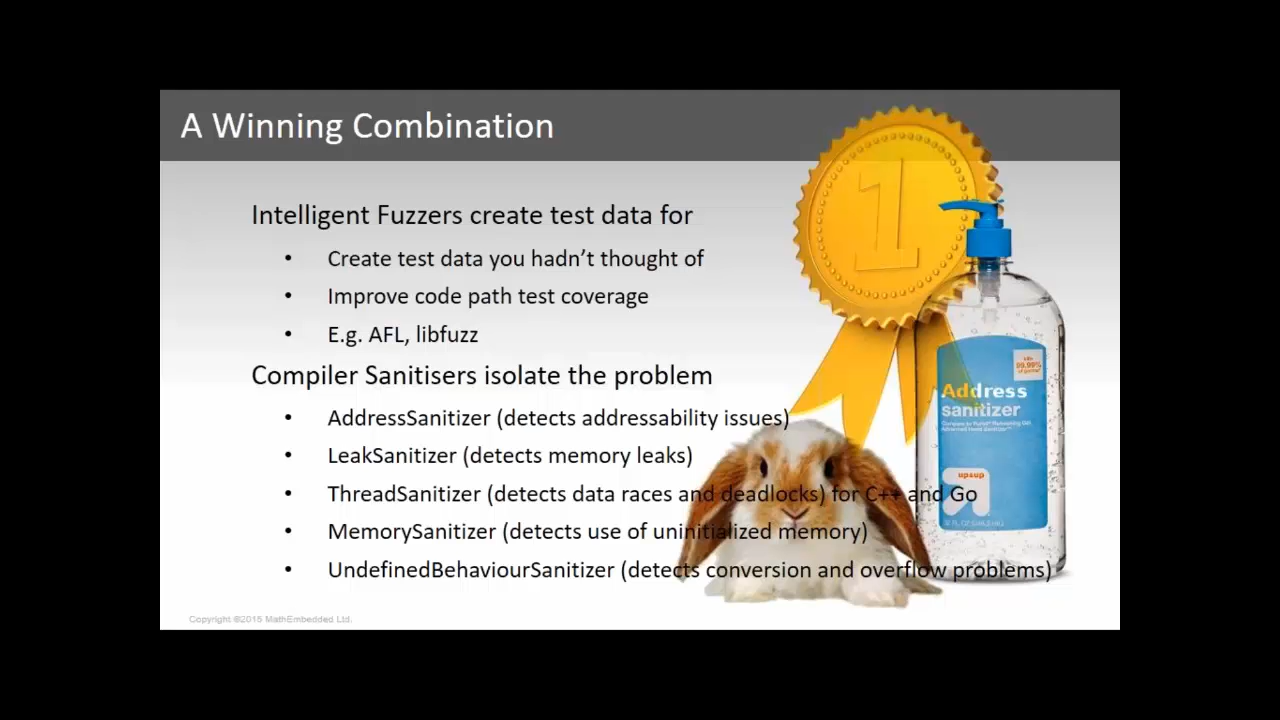 A Winning Combination
1
Intelligent Fuzzers create test data for
• Create test data you hadn't thought of
• Improve code path test coverage
• E.g. AFL, libfuzz
Compiler Sanitisers isolate the problem
• AddressSanitizer (detects addressability issues)
• LeakSanitizer (detects memory leaks)
• ThreadSanitizer (detects data races and deadlocks) for C++ and Go
• MemorySanitizer (detects use of uninitialized memory)
• UndefinedBehaviourSanitizer (detects conversion and overflow problems)
99.99%
Address
sanitizer
up&up
Copyright ©2015 MathEmbedded Ltd.